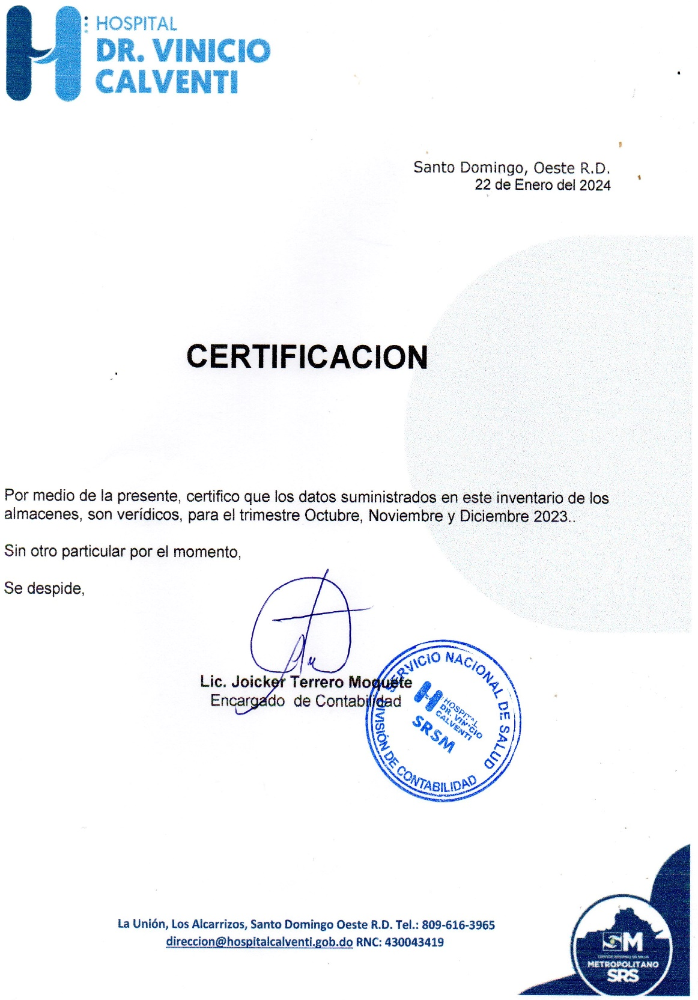 HOSPITAL
DR. VINICIO
CALVENTI
Santo Domingo, Oeste R.D.
22 de Enero del 2024
CERTIFICACION
Por medio de la presente, certifico que los datos suministrados en este inventario de los
almacenes, son verídicos, para el trimestre Octubre, Noviembre y Diciembre 2023..
Sin otro particular por el momento,
Se despide,
Lic. Joicker Terrero Moquete
Encargado de Contabilidad
SERVICIO NACIONAL DE SALUD
HOSPITAL
DR. VINICIO
CALVENTI
SRSM
DIVISIÓN DE CONTABILIDAD
La Unión, Los Alcarrizos, Santo Domingo Oeste R.D. Tel.: 809-616-3965
direccion@hospitalcalventi.gob.do RNC: 430043419
SM
METROPOLITANO
SRS